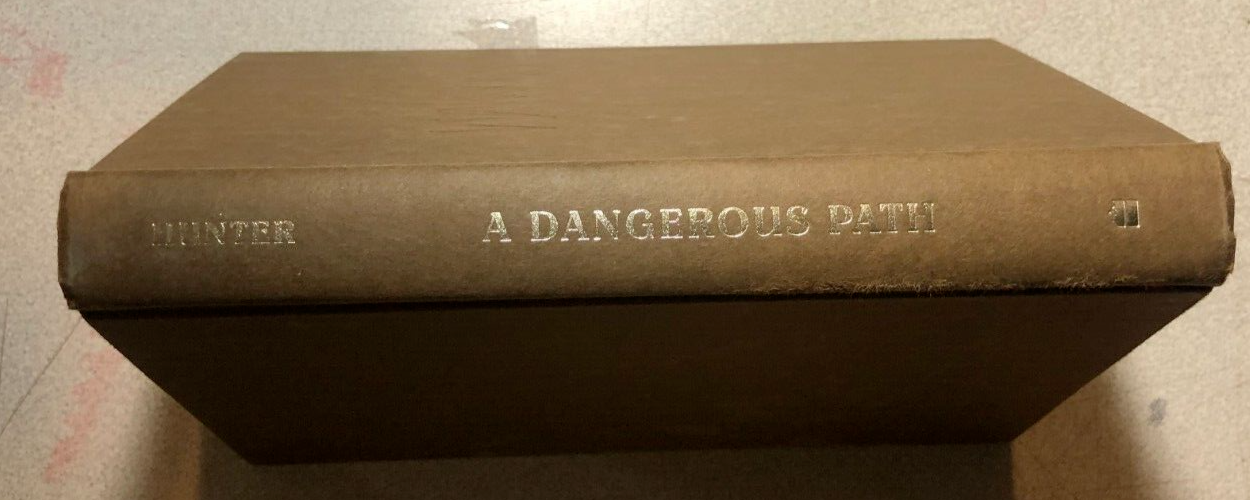 HUNTER
A DANGEROUS PATH